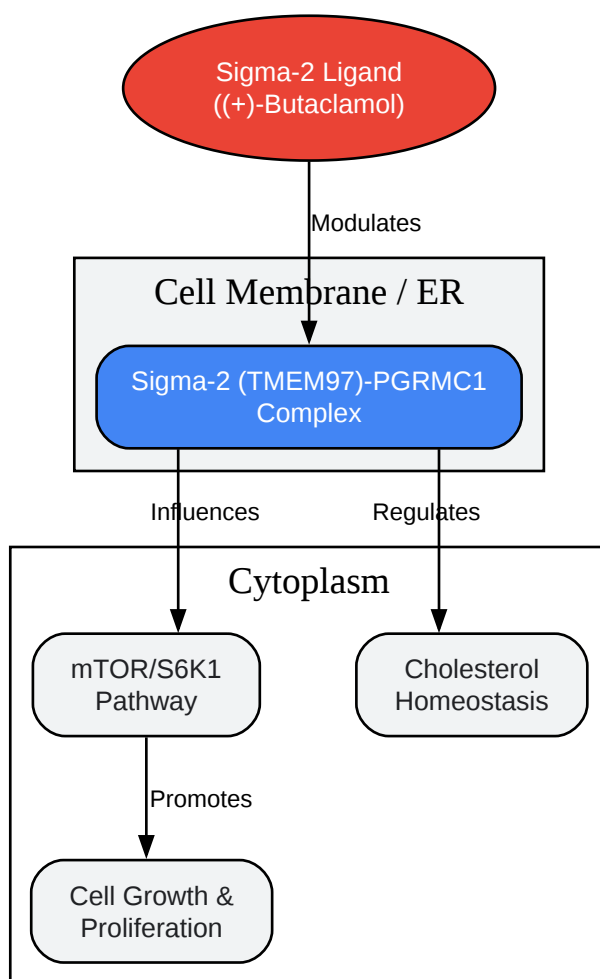 Sigma-2 Ligand
((+)-Butaclamol)
Modulates
Cell Membrane / ER
Sigma-2 (TMEM97)-PGRMC1
Complex
Influences
Regulates
Cytoplasm
mTOR/S6K1
Pathway
Cholesterol
Homeostasis
Promotes
Cell Growth &
Proliferation